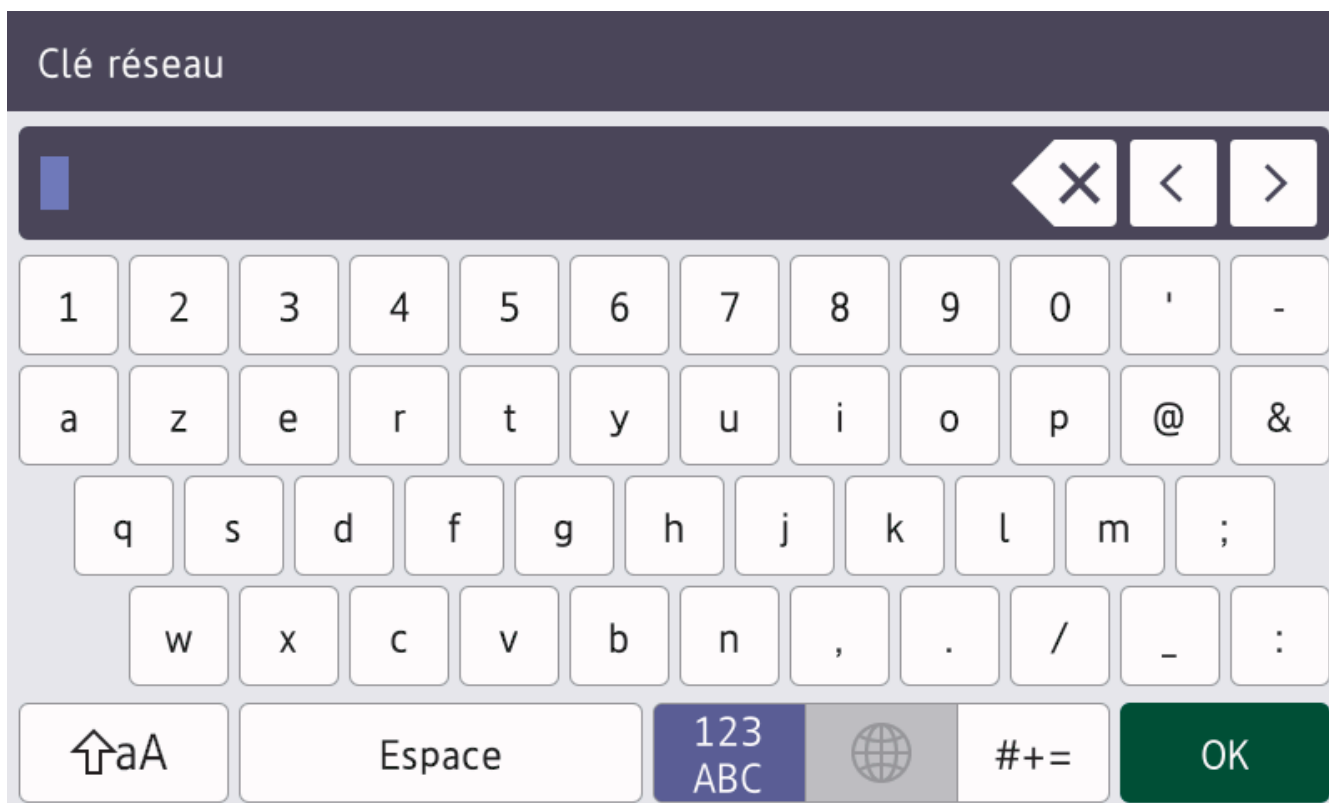 Clé réseau
1 2 3 4 5 6 7 8 9 0 ' -
a z e r t y u i o p @ &
q s d f g h j k l m ;
w x c v b n , . / _ :
aA Espace 123 ABC #+= OK